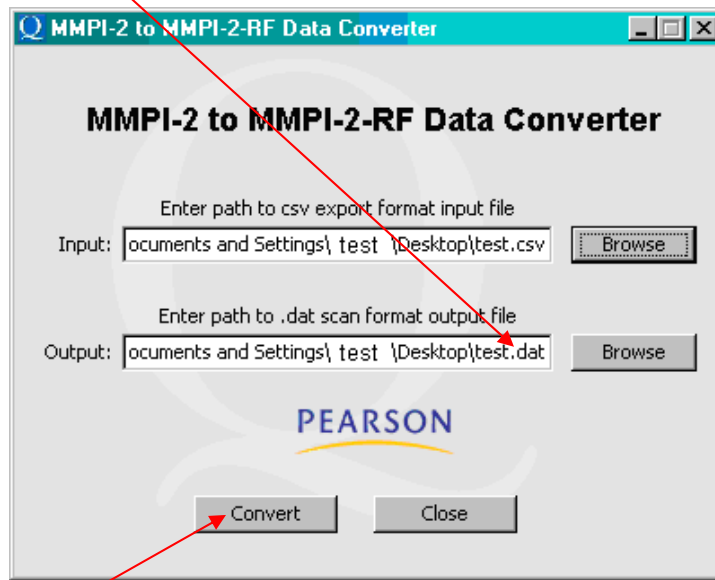 Q MMPI-2 to MMPI-2-RF Data Converter
MMPI-2 to MMPI-2-RF Data Converter
Enter path to csv export format input file
Input: ocuments and Settings\ test \Desktop\test.csv Browse
Enter path to .dat scan format output file
Output: ocuments and Settings\ test \Desktop\test.dat Browse
PEARSON
Convert Close